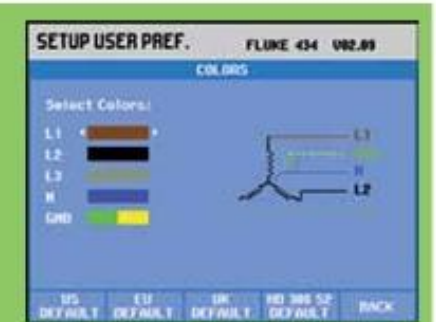 SETUP USER PREF. FLUKE 434 V02.09
COLORS
Select Colors:
L1
L2
L3
N
GND
L1
N
L2
US DEFAULT EU DEFAULT UK DEFAULT HD 308 S2 DEFAULT BACK